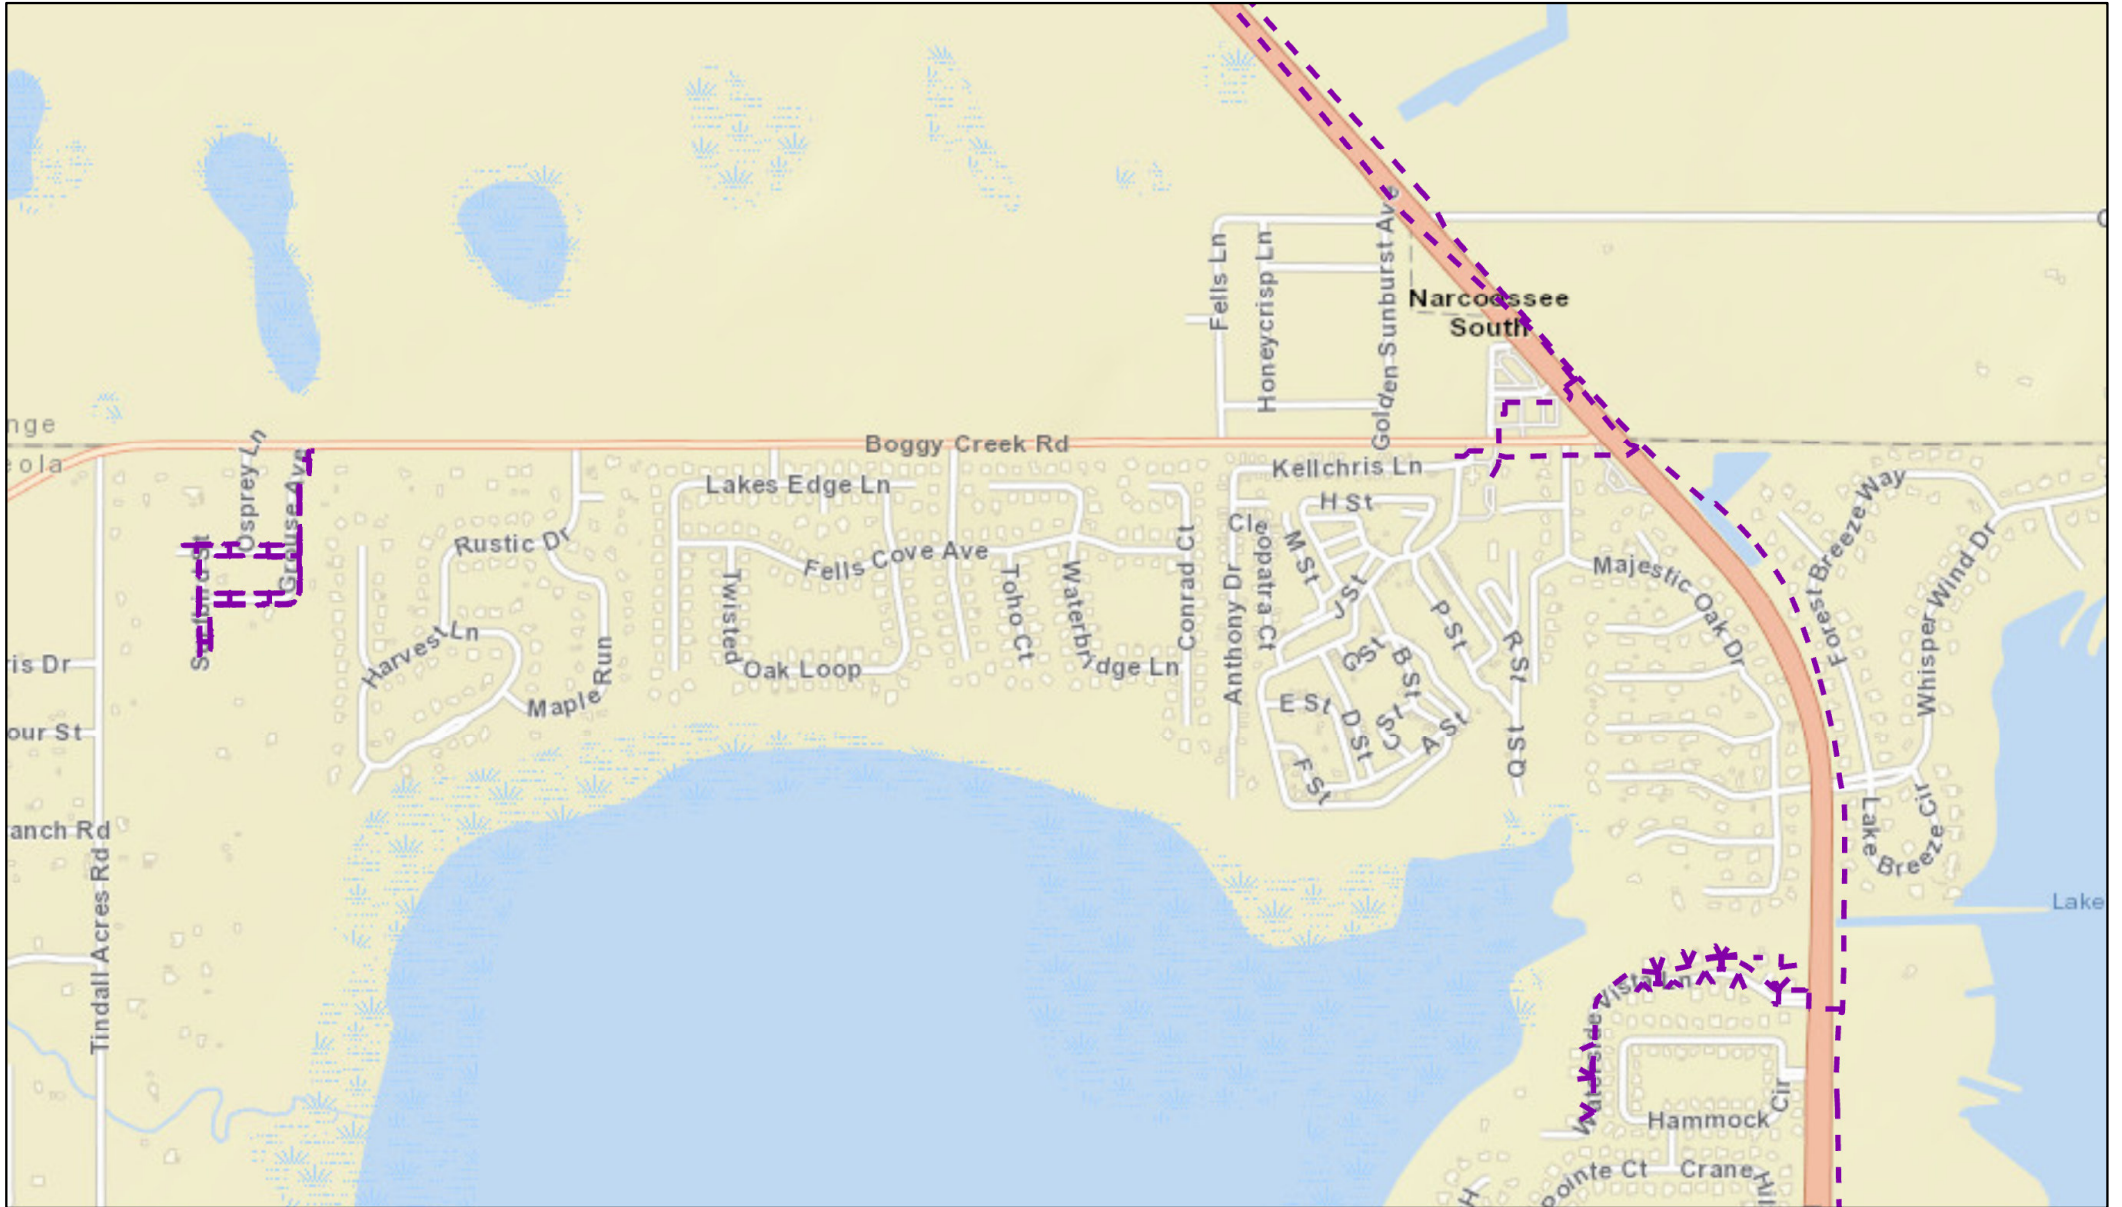 Fells Ln
Honeycrisp Ln
Golden Sunburst Ave
Narcoossee
South
nge
eola
Osprey Ln
Grouse Ave
Boggy Creek Rd
Kellchris Ln
Lakes Edge Ln
H St
Cleopatra Ct
M St
Rustic Dr
Fells Cove Ave
Twisted
Oak Loop
Toho Ct
Waterbridge Ln
Conrad Ct
Anthony Dr
J St
P St
R St
G St
B St
E St
D St
C St
A St
F St
Q St
Majestic Oak Dr
Forest Breeze Way
Whisper Wind Dr
Lake Breeze Cir
Harvest Ln
Maple Run
ris Dr
our St
anch Rd
Tindall Acres Rd
Lake
Waterside Vista Ln
Hammock
Cir
Pointe Ct
Crane Hill
H